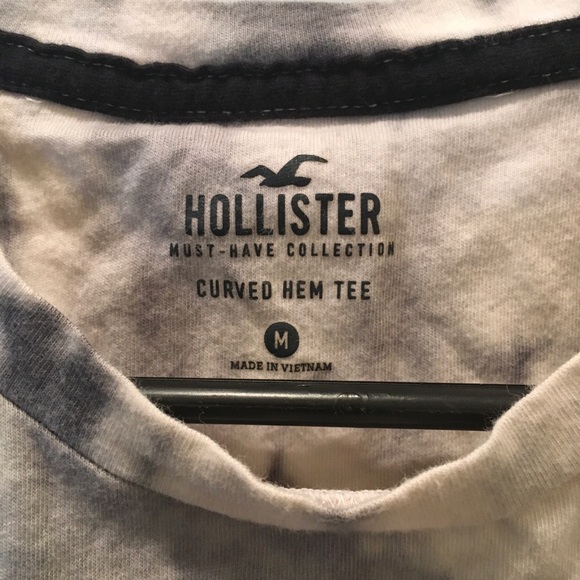 HOLLISTER
MUST-HAVE COLLECTION
CURVED HEM TEE
M
MADE IN VIETNAM